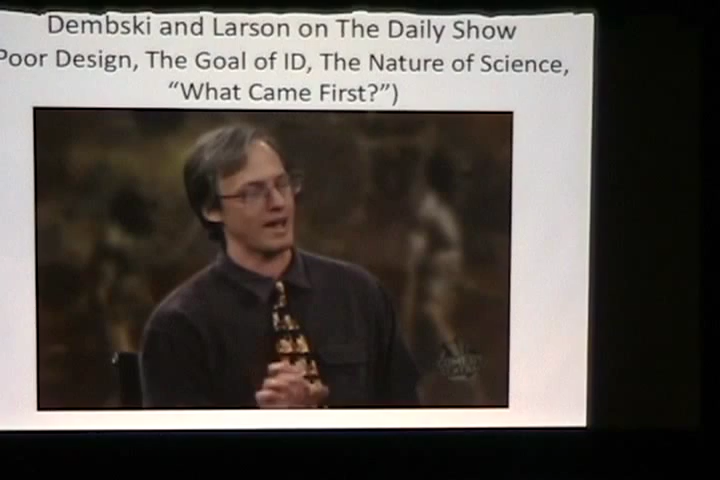 Dembski and Larson on The Daily Show
Poor Design, The Goal of ID, The Nature of Science,
“What Came First?”)